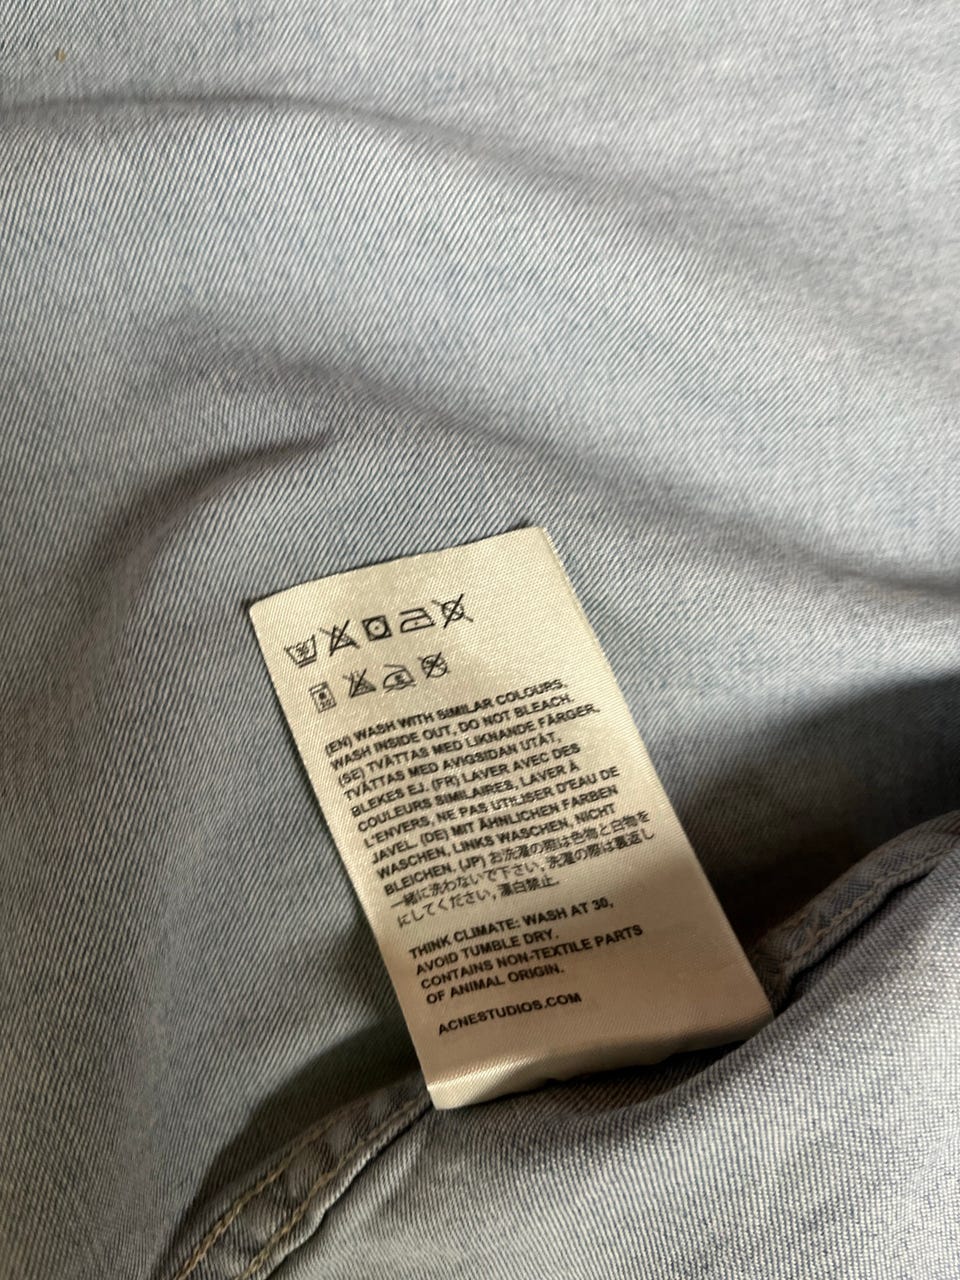 30
(EN) WASH WITH SIMILAR COLOURS,
WASH INSIDE OUT, DO NOT BLEACH.
(SE) TVÄTTAS MED LIKNANDE FÄRGER,
TVÄTTAS MED AVIGSIDAN UTÅT,
BLEKES EJ. (FR) LAVER AVEC DES
COULEURS SIMILAIRES, LAVER À
L'ENVERS, NE PAS UTILISER D'EAU DE
JAVEL. (DE) MIT ÄHNLICHEN FARBEN
WASCHEN, LINKS WASCHEN, NICHT
BLEICHEN, (JP) お洗濯の際は色物と白物を
一緒に洗わないで下さい, 洗濯の際は裏返し
にしてください, 漂白禁止.
THINK CLIMATE: WASH AT 30,
AVOID TUMBLE DRY.
CONTAINS NON-TEXTILE PARTS
OF ANIMAL ORIGIN.
ACNESTUDIOS.COM